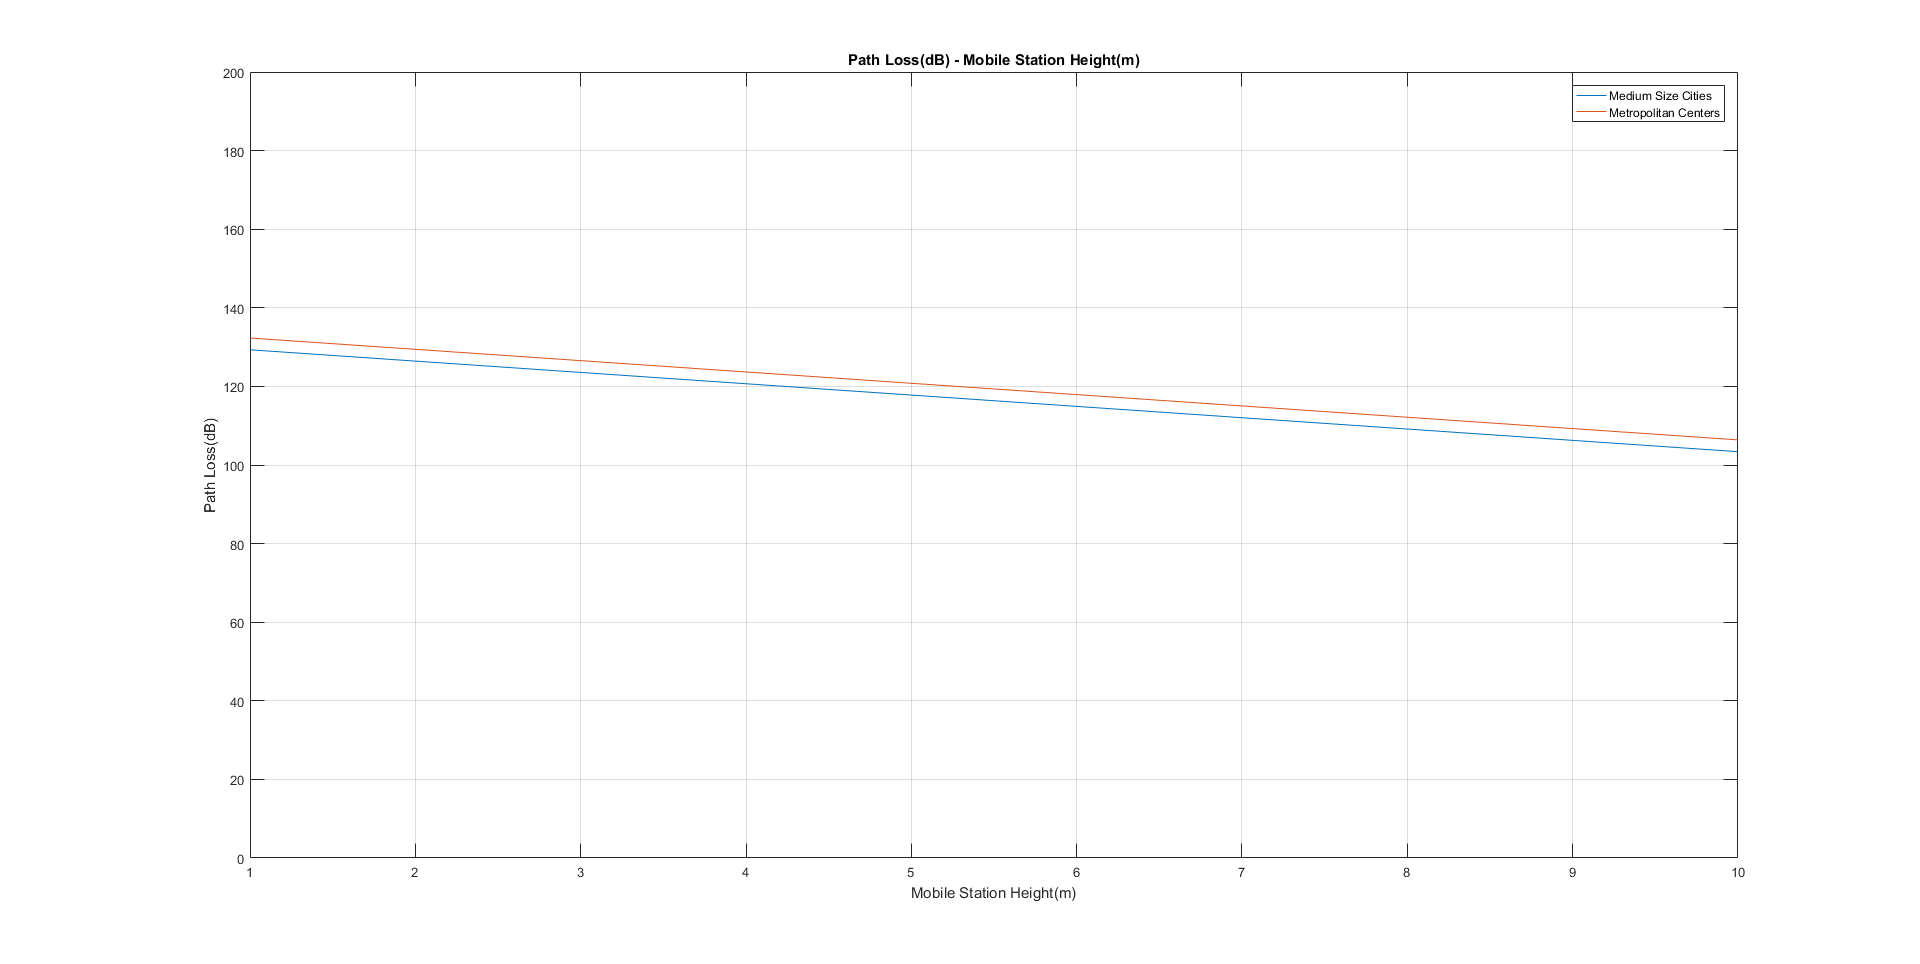 Path Loss(dB) - Mobile Station Height(m)
200
180
160
140
120
100
80
60
40
20
0
Path Loss(dB)
Medium Size Cities
Metropolitan Centers
1 2 3 4 5 6 7 8 9 10
Mobile Station Height(m)